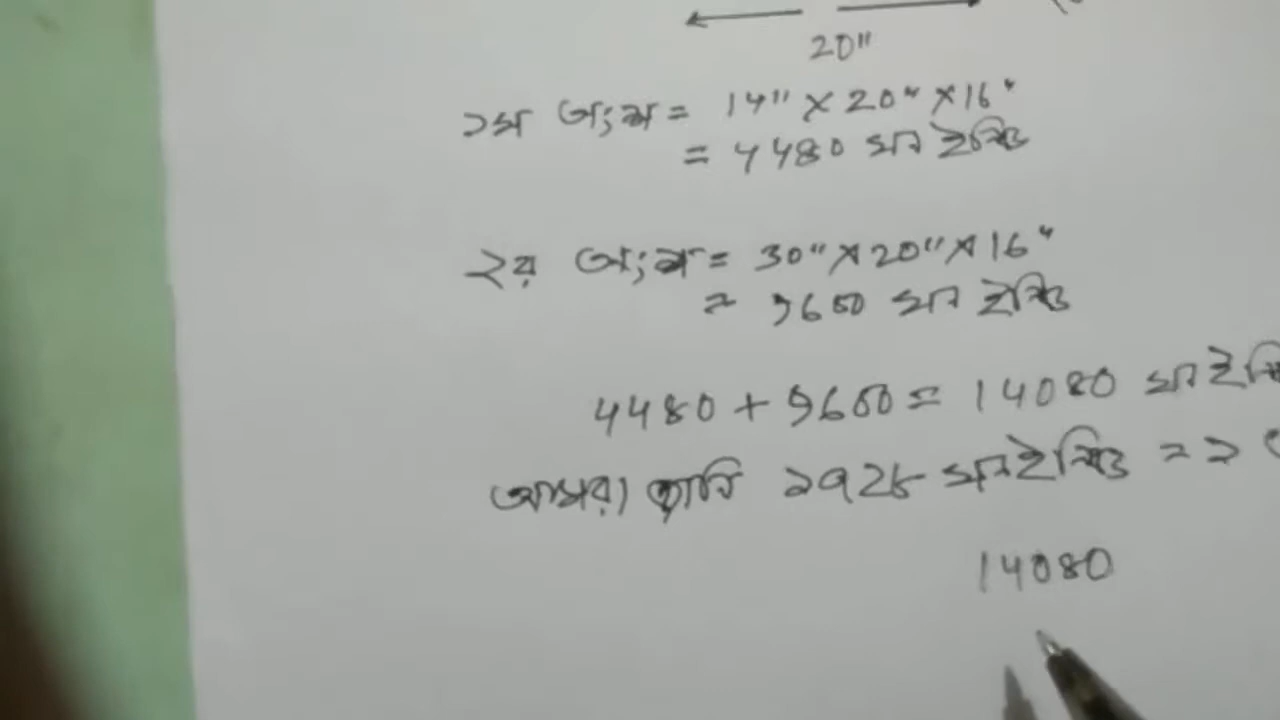 20"
১ম অংশ = 14" × 20" × 16"
= 4480 ঘন ইঞ্চি
২য় অংশ = 30" × 20" × 16"
= 9600 ঘন ইঞ্চি
4480 + 9600 = 14080 ঘন ইঞ্চি
আমরা জানি ১৭২৮ ঘন ইঞ্চি = ১
14080